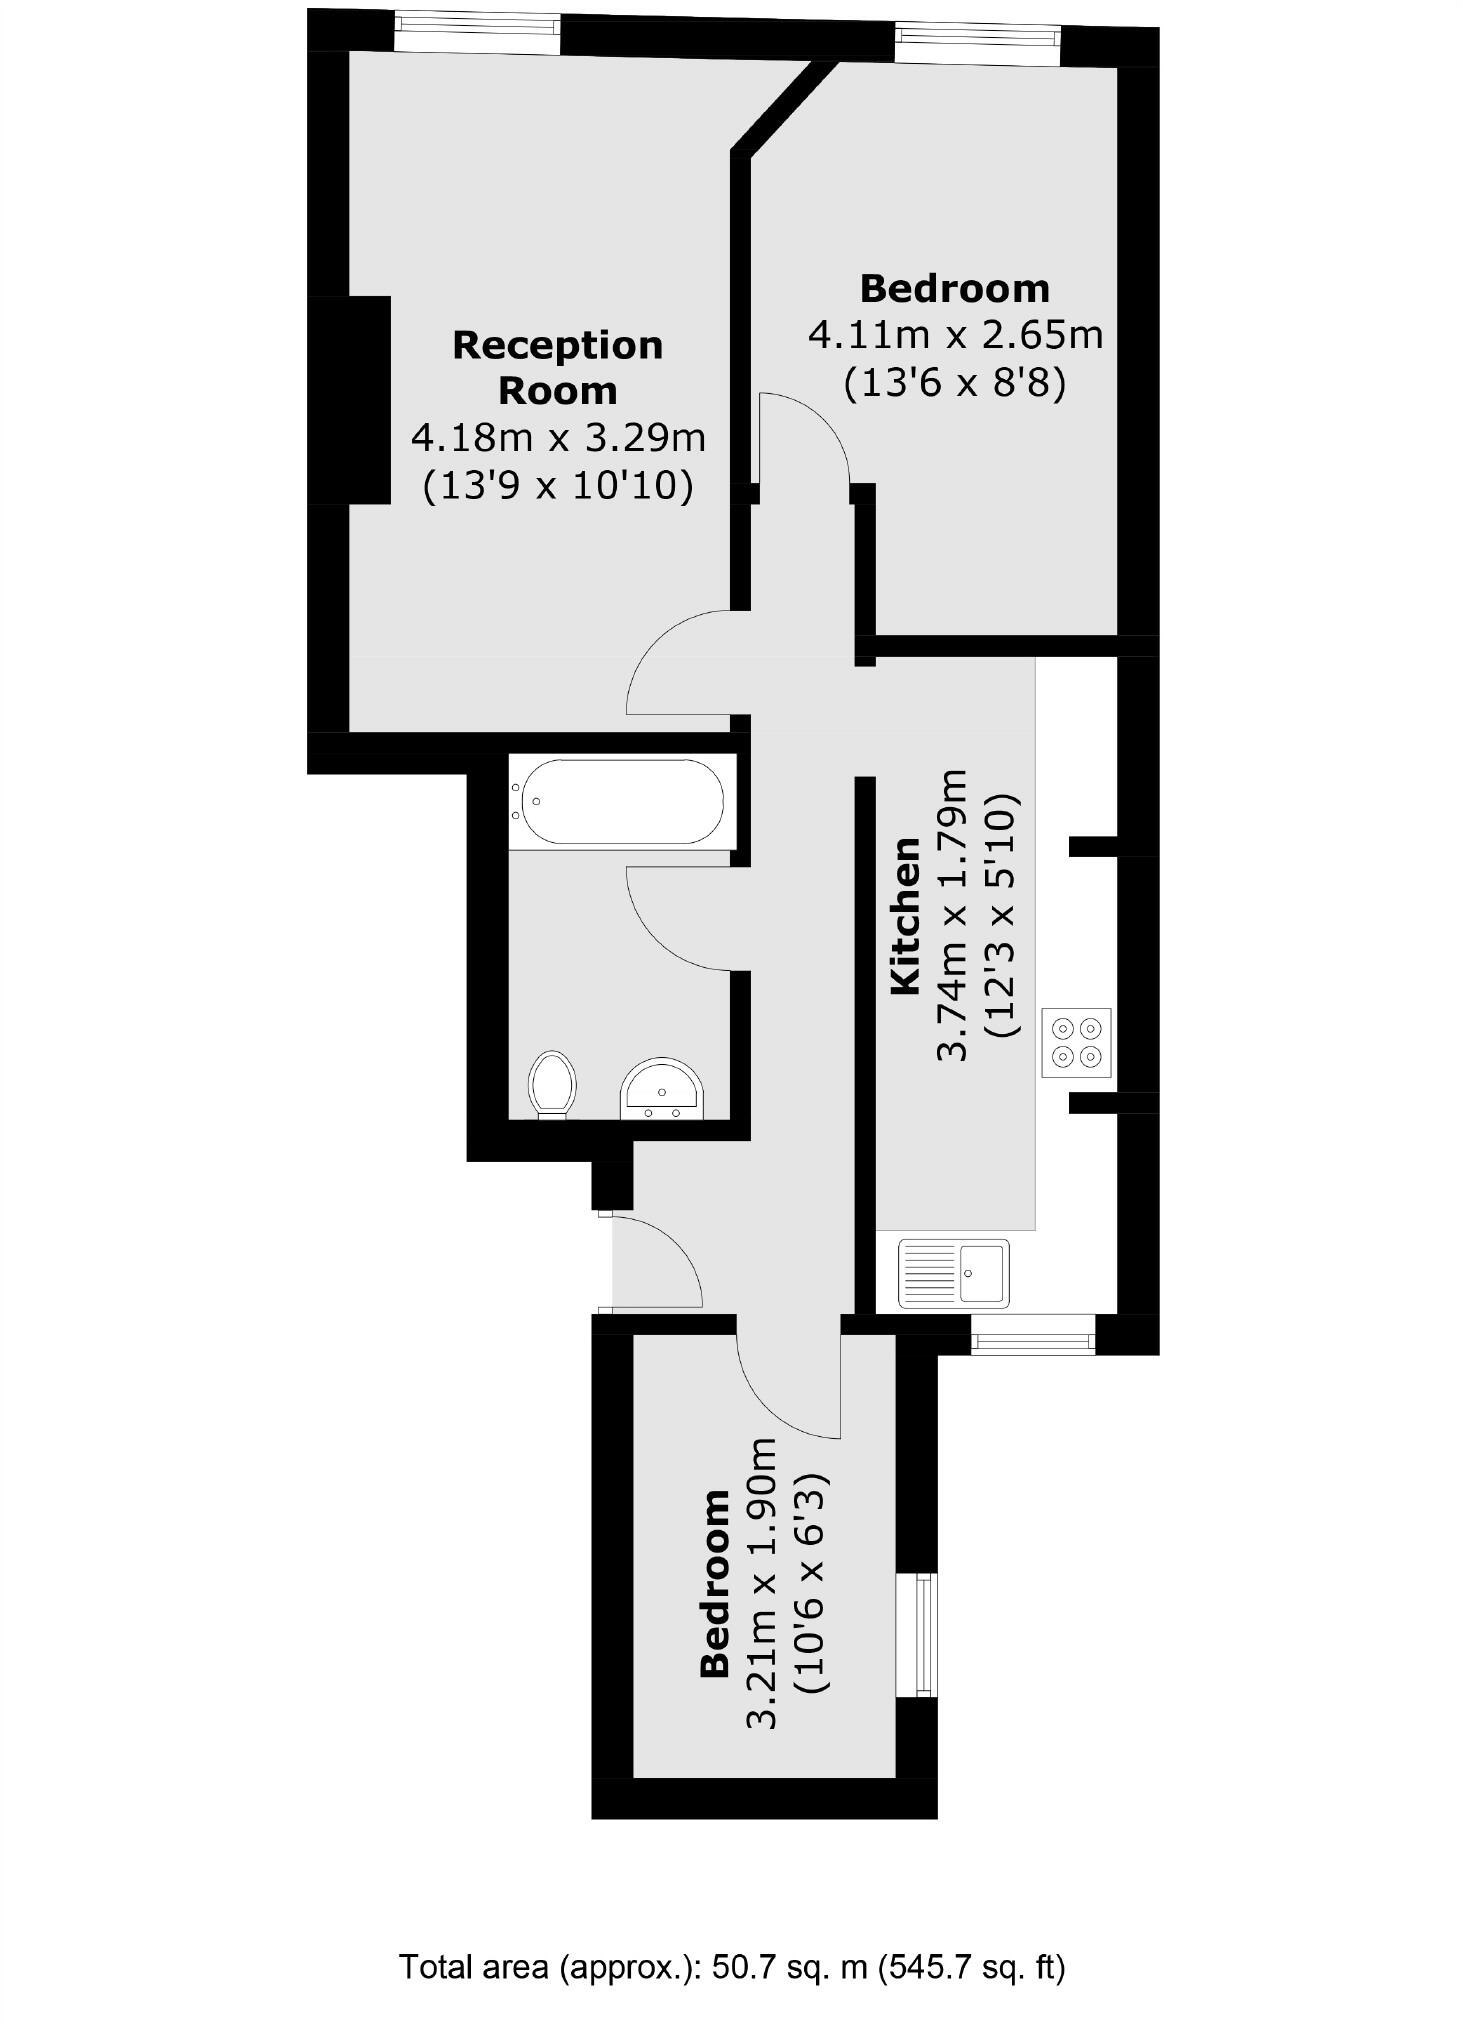 Reception
Room
4.18m x 3.29m
(13'9 x 10'10)
Bedroom
4.11m x 2.65m
(13'6 x 8'8)
Kitchen
3.74m x 1.79m
(12'3 x 5'10)
Bedroom
3.21m x 1.90m
(10'6 x 6'3)
Total area (approx.): 50.7 sq. m (545.7 sq. ft)